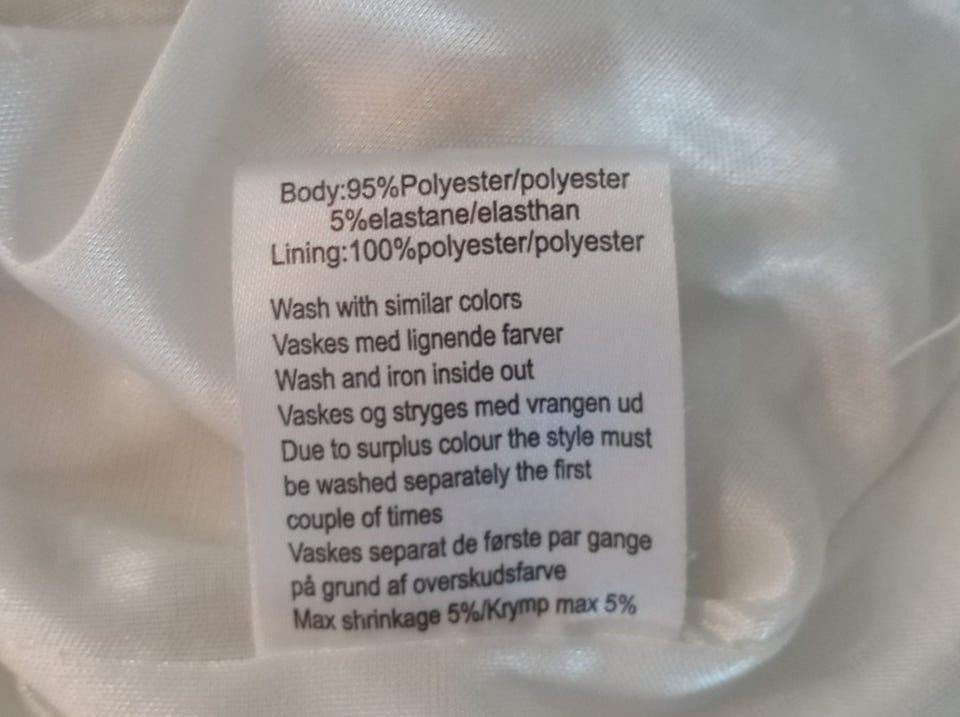 Body:95%Polyester/polyester
5%elastane/elasthan
Lining:100%polyester/polyester
Wash with similar colors
Vaskes med lignende farver
Wash and iron inside out
Vaskes og stryges med vrangen ud
Due to surplus colour the style must
be washed separately the first
couple of times
Vaskes separat de første par gange
på grund af overskudsfarve
Max shrinkage 5%/Krymp max 5%